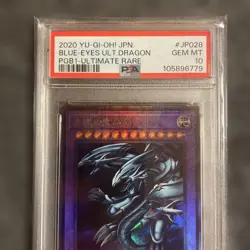 2020 YU-GI-OH! JPN. #JP028
BLUE-EYES ULT.DRAGON GEM MT
PGB1-ULTIMATE RARE 10
PSA 105896779